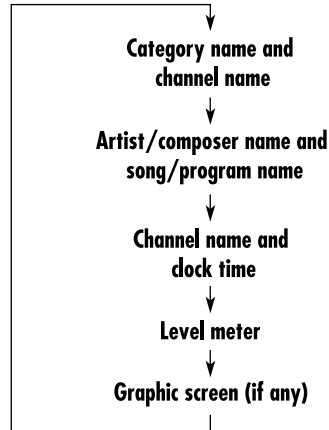 Category name and
channel name
Artist/composer name and
song/program name
Channel name and
clock time
Level meter
Graphic screen (if any)